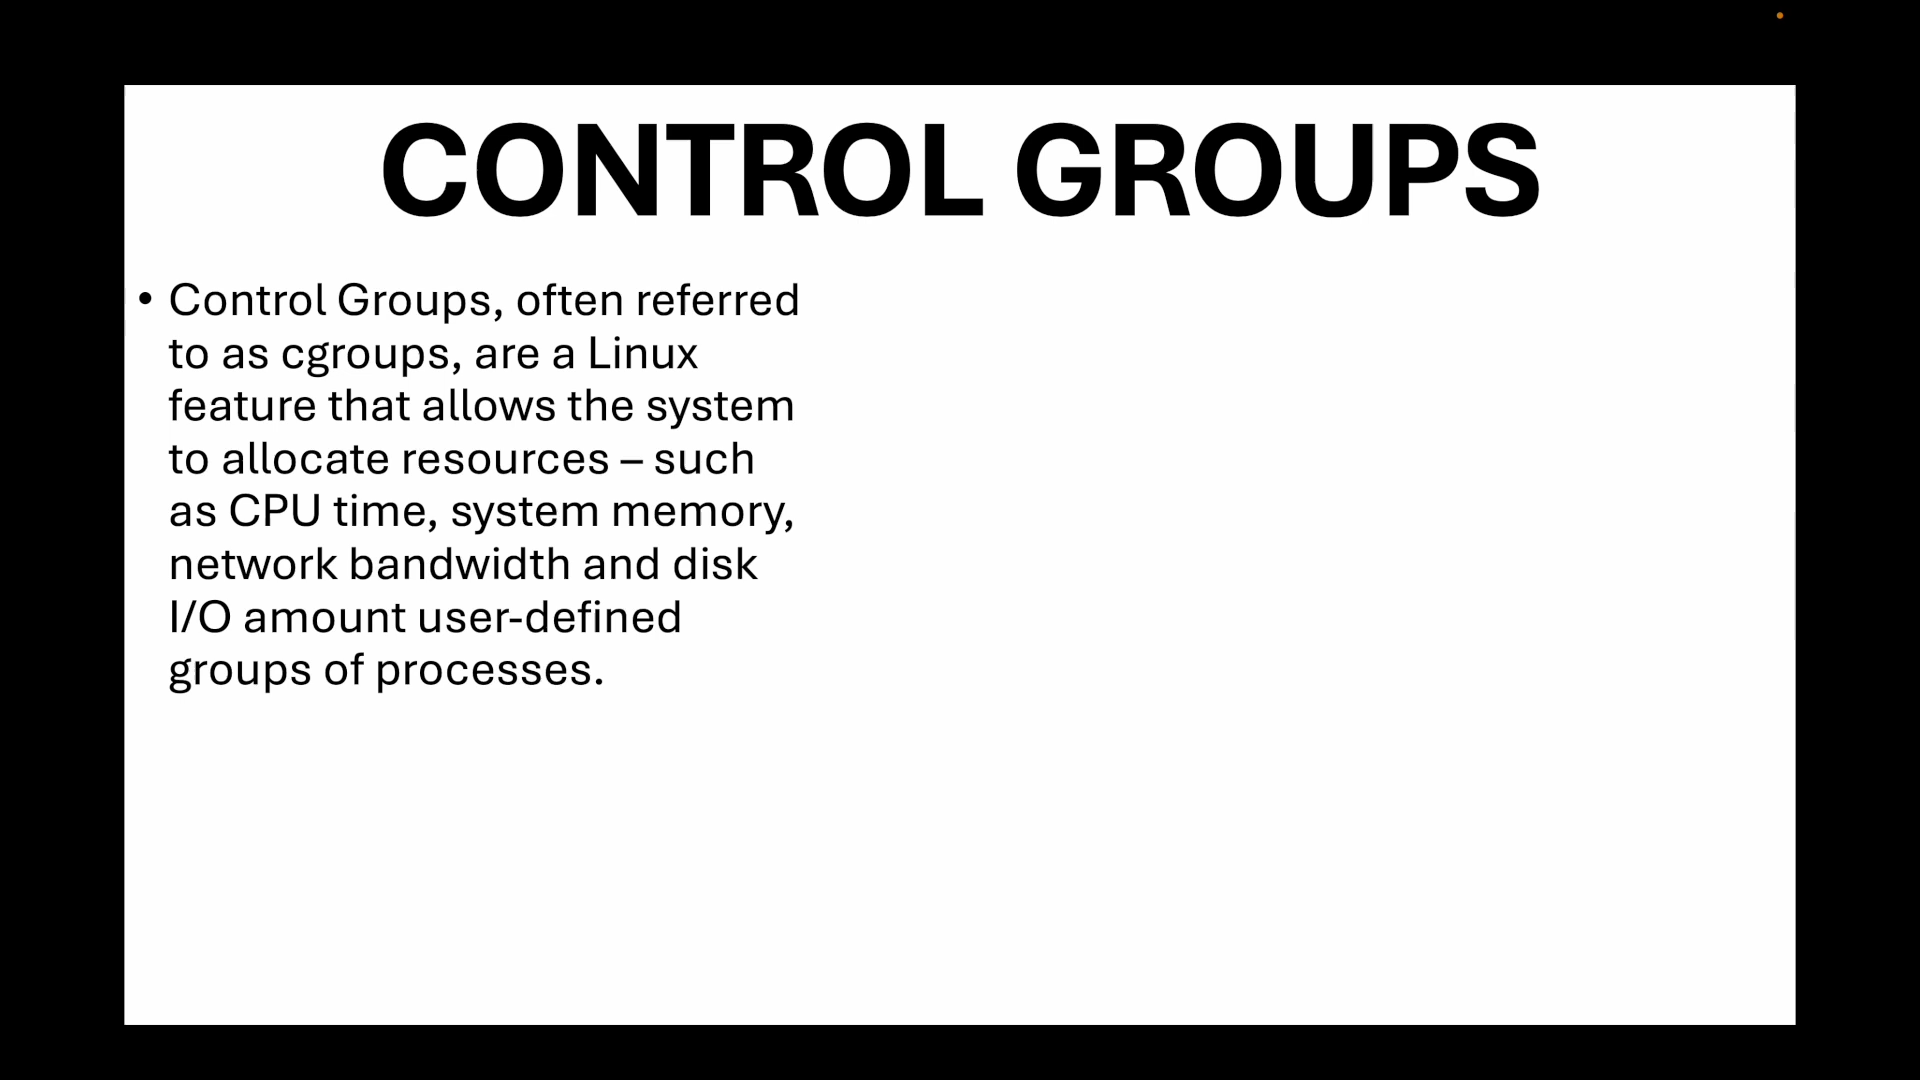 CONTROL GROUPS
• Control Groups, often referred
to as cgroups, are a Linux
feature that allows the system
to allocate resources – such
as CPU time, system memory,
network bandwidth and disk
I/O amount user-defined
groups of processes.